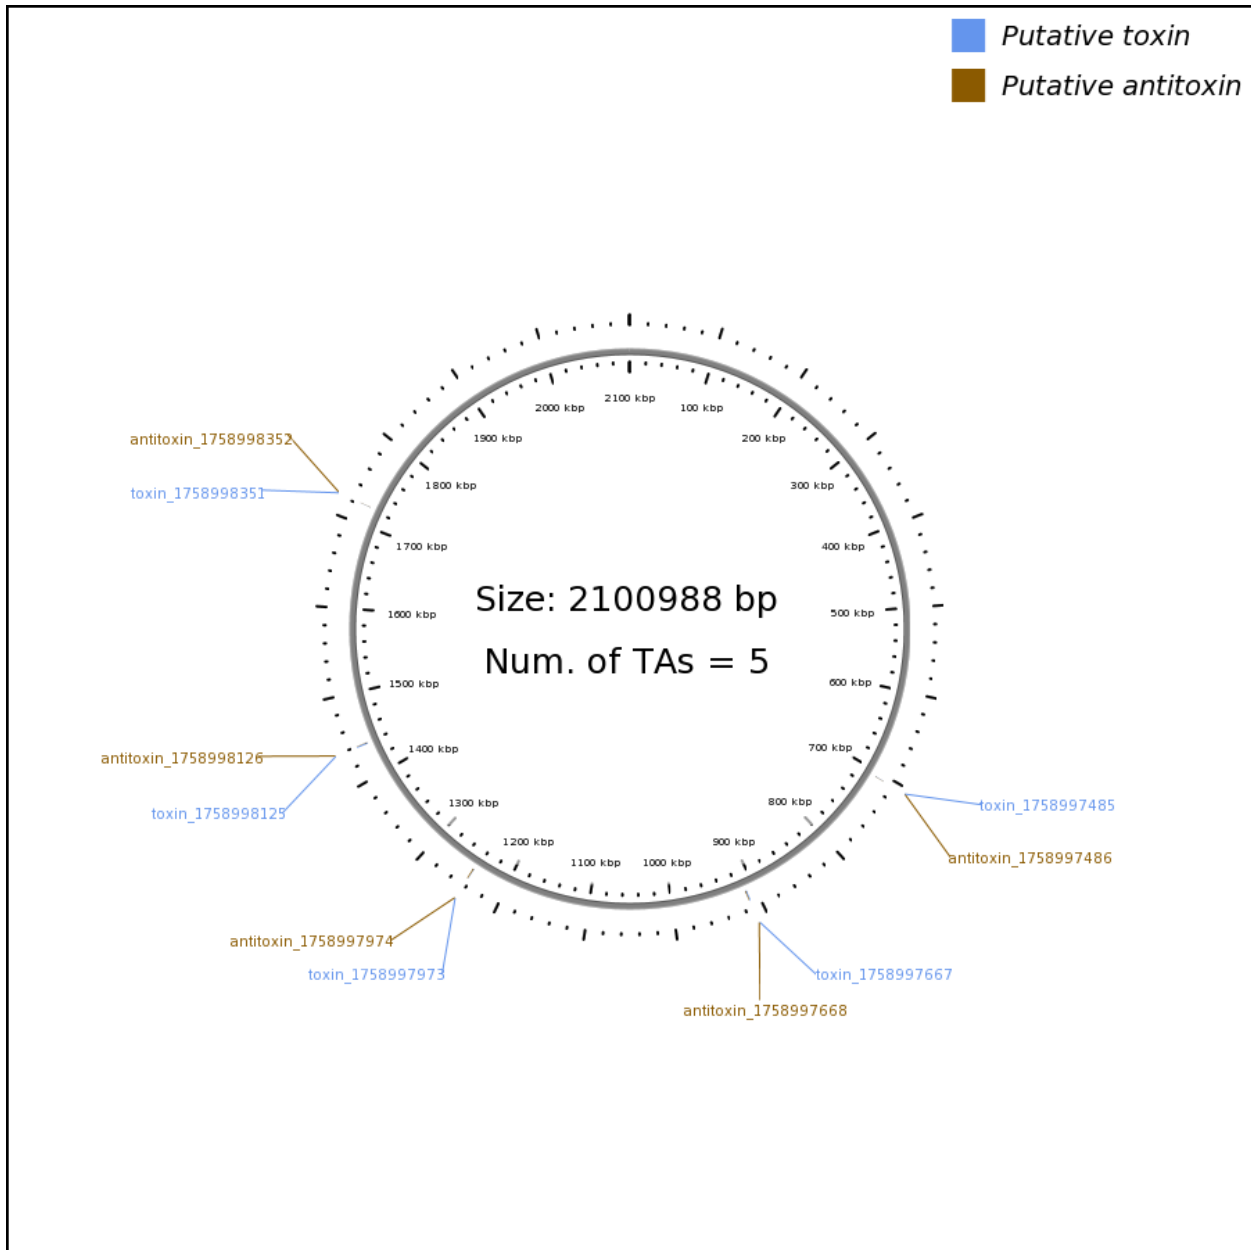 Putative toxin
Putative antitoxin
2100 kbp
2000 kbp
100 kbp
1900 kbp
200 kbp
antitoxin_1758998352
1800 kbp
300 kbp
toxin_1758998351
1700 kbp
400 kbp
Size: 2100988 bp
1600 kbp
500 kbp
Num. of TAs = 5
1500 kbp
600 kbp
1400 kbp
700 kbp
antitoxin_1758998126
1300 kbp
800 kbp
toxin_1758997485
toxin_1758998125
1200 kbp
900 kbp
antitoxin_1758997486
1100 kbp
1000 kbp
antitoxin_1758997974
toxin_1758997973
toxin_1758997667
antitoxin_1758997668